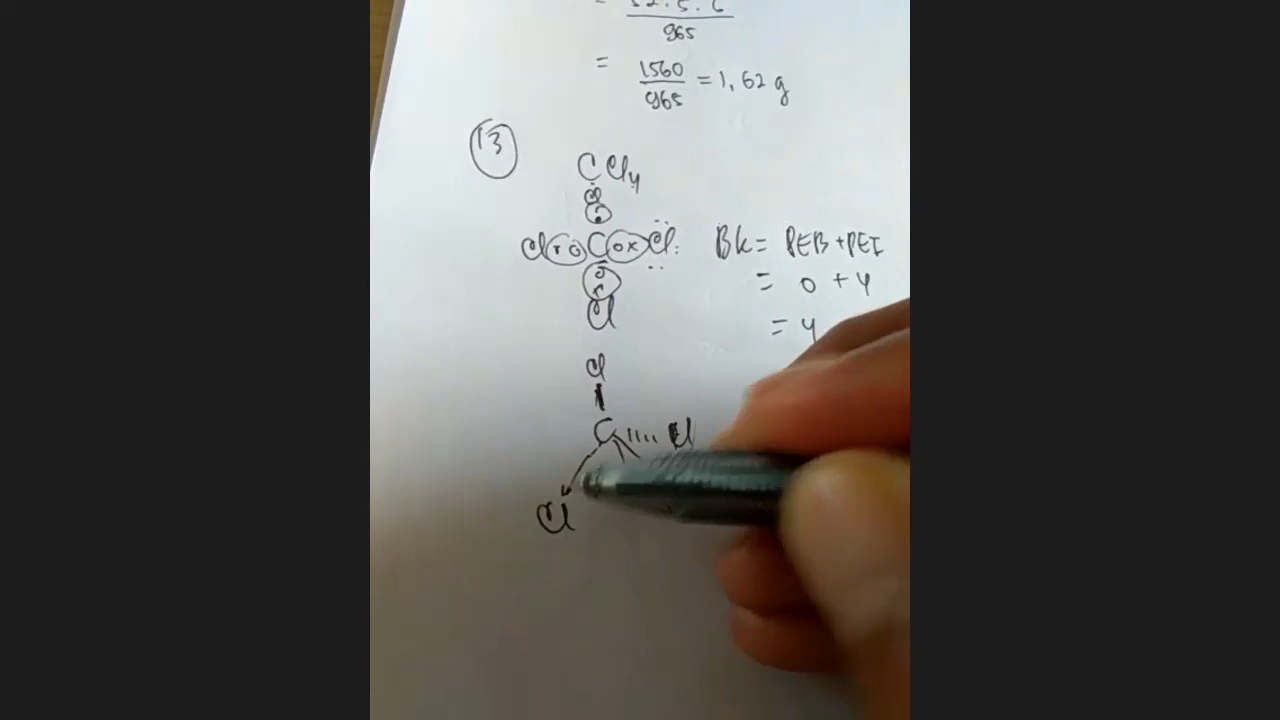 965
= 1560 / 965 = 1,62 g
13
CCl4
Cl C Cl
Cl
BK = PEB + PEI
= 0 + 4
= 4
Cl
C Cl
Cl